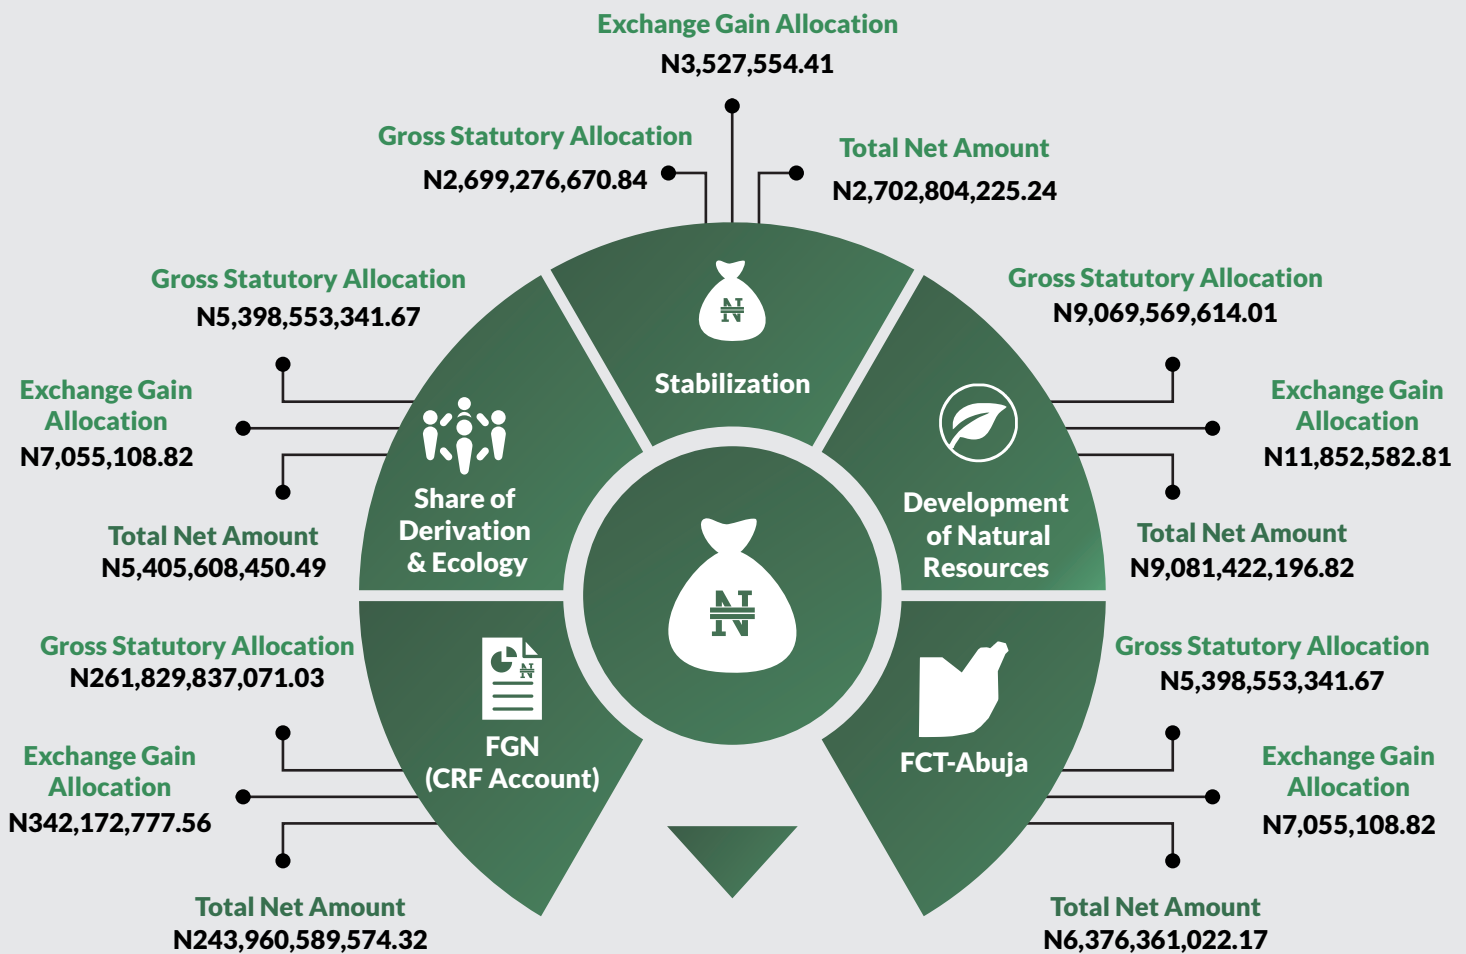 Exchange Gain Allocation
N3,527,554.41
Gross Statutory Allocation
N2,699,276,670.84
Total Net Amount
N2,702,804,225.24
Stabilization
Gross Statutory Allocation
N5,398,553,341.67
Exchange Gain
Allocation
N7,055,108.82
Total Net Amount
N5,405,608,450.49
Share of
Derivation
& Ecology
Gross Statutory Allocation
N9,069,569,614.01
Exchange Gain
Allocation
N11,852,582.81
Total Net Amount
N9,081,422,196.82
Development
of Natural
Resources
Gross Statutory Allocation
N261,829,837,071.03
Exchange Gain
Allocation
N342,172,777.56
Total Net Amount
N243,960,589,574.32
FGN
(CRF Account)
Gross Statutory Allocation
N5,398,553,341.67
Exchange Gain
Allocation
N7,055,108.82
Total Net Amount
N6,376,361,022.17
FCT-Abuja